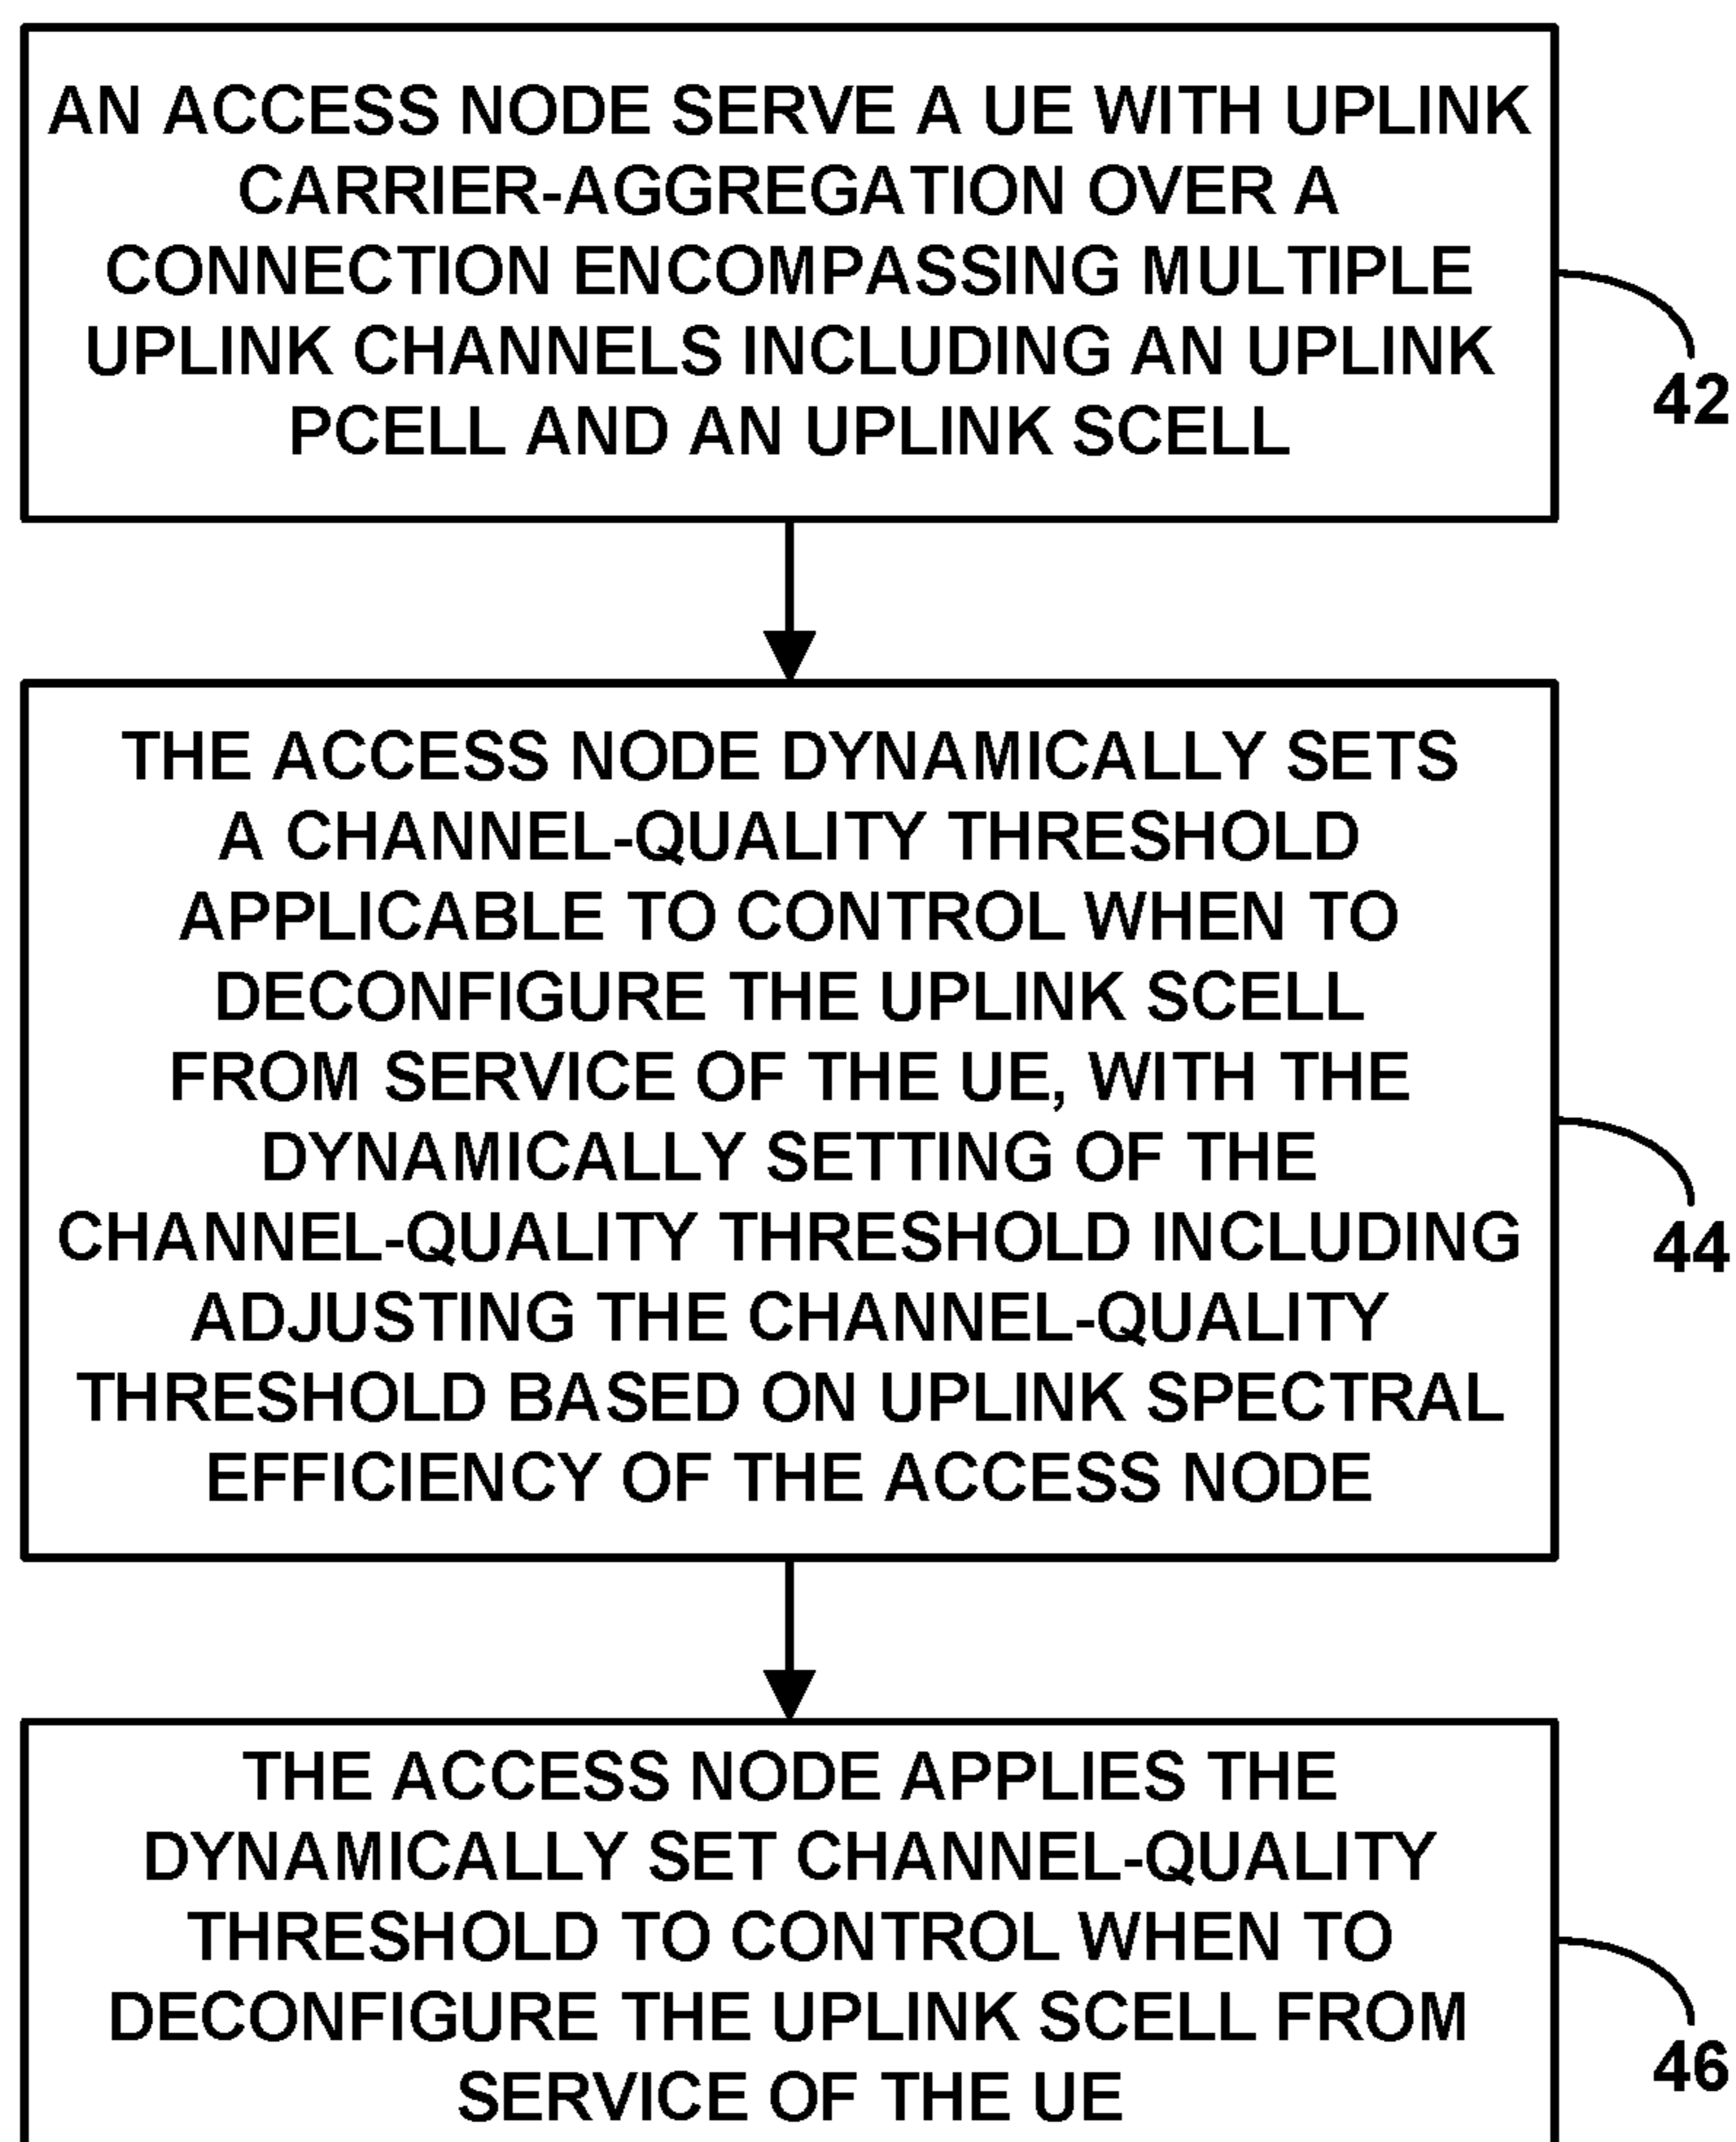 AN ACCESS NODE SERVE A UE WITH UPLINK
CARRIER-AGGREGATION OVER A
CONNECTION ENCOMPASSING MULTIPLE
UPLINK CHANNELS INCLUDING AN UPLINK
PCELL AND AN UPLINK SCELL
42
THE ACCESS NODE DYNAMICALLY SETS
A CHANNEL-QUALITY THRESHOLD
APPLICABLE TO CONTROL WHEN TO
DECONFIGURE THE UPLINK SCELL
FROM SERVICE OF THE UE, WITH THE
DYNAMICALLY SETTING OF THE
CHANNEL-QUALITY THRESHOLD INCLUDING
ADJUSTING THE CHANNEL-QUALITY
THRESHOLD BASED ON UPLINK SPECTRAL
EFFICIENCY OF THE ACCESS NODE
44
THE ACCESS NODE APPLIES THE
DYNAMICALLY SET CHANNEL-QUALITY
THRESHOLD TO CONTROL WHEN TO
DECONFIGURE THE UPLINK SCELL FROM
SERVICE OF THE UE
46